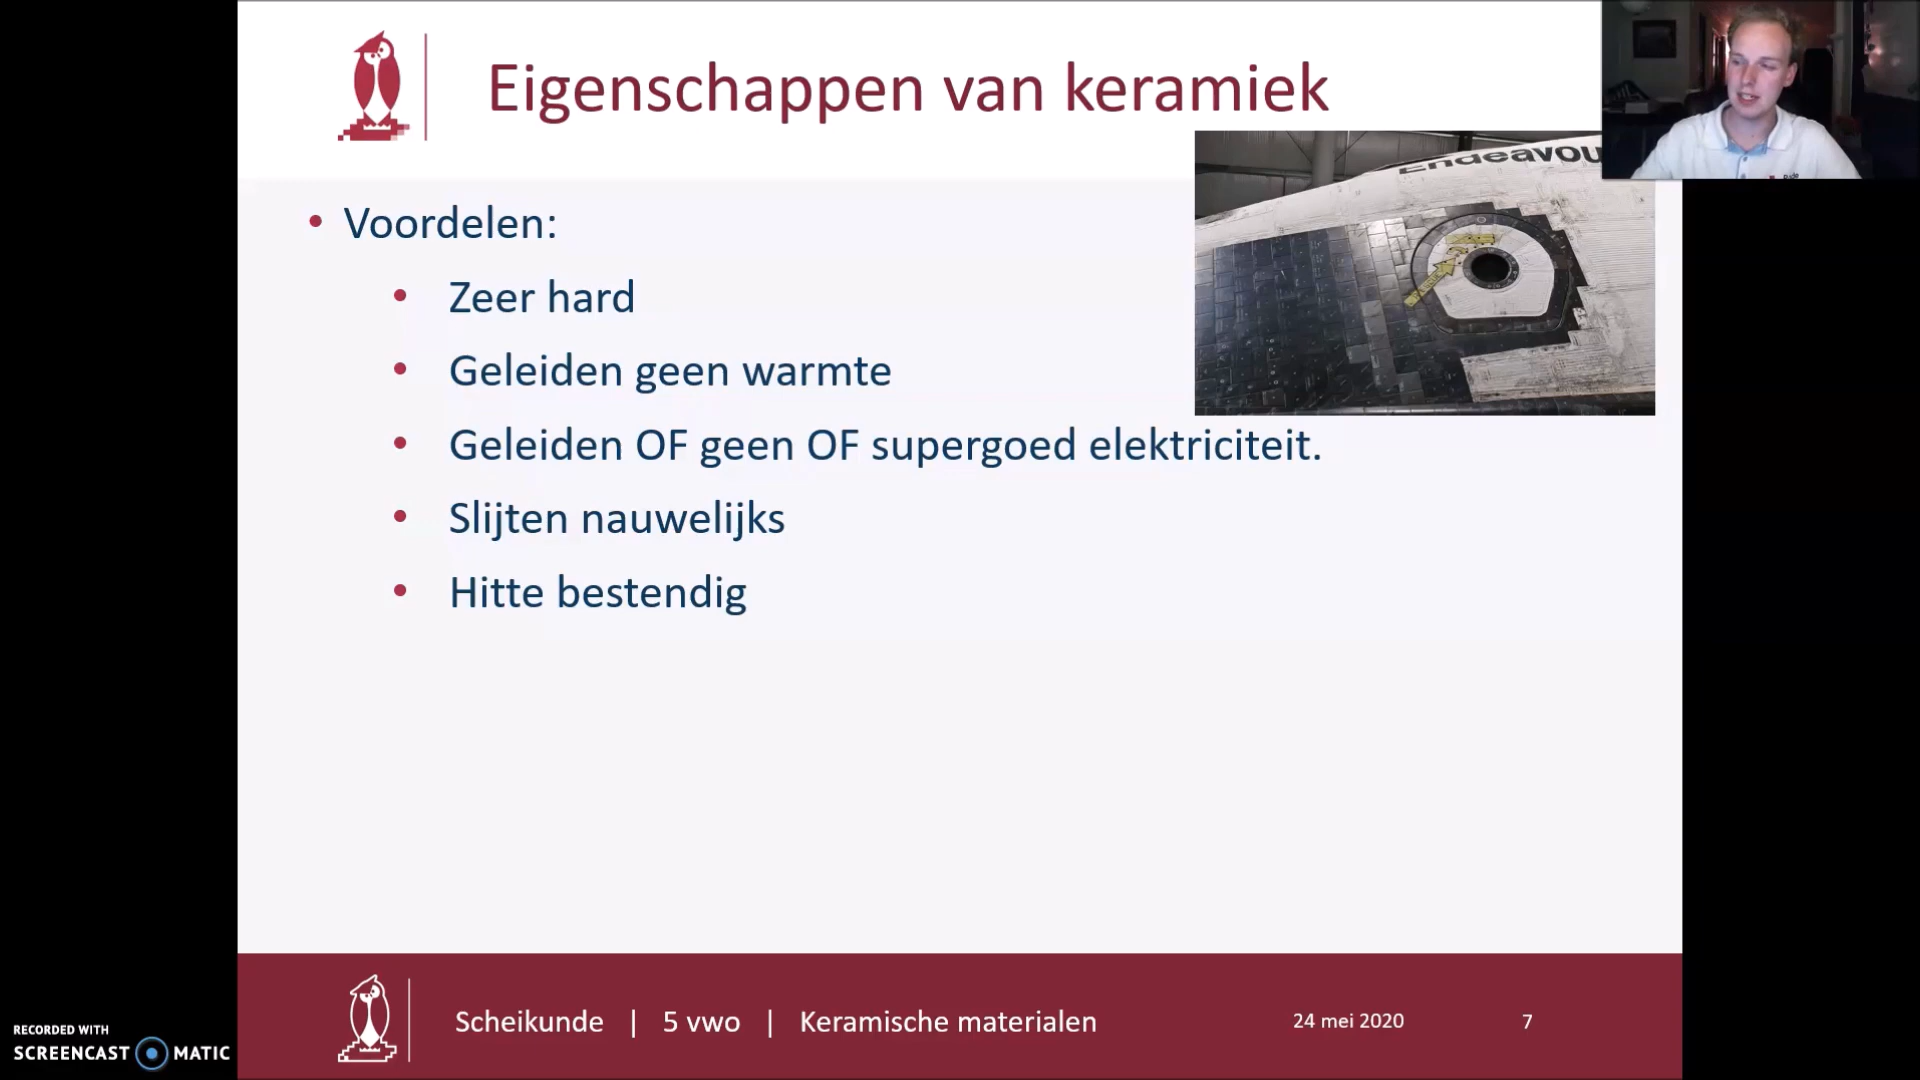 Eigenschappen van keramiek
Endeavou
• Voordelen:
• Zeer hard
• Geleiden geen warmte
• Geleiden OF geen OF supergoed elektriciteit.
• Slijten nauwelijks
• Hitte bestendig
Scheikunde | 5 vwo | Keramische materialen
24 mei 2020
7
RECORDED WITH
SCREENCAST MATIC